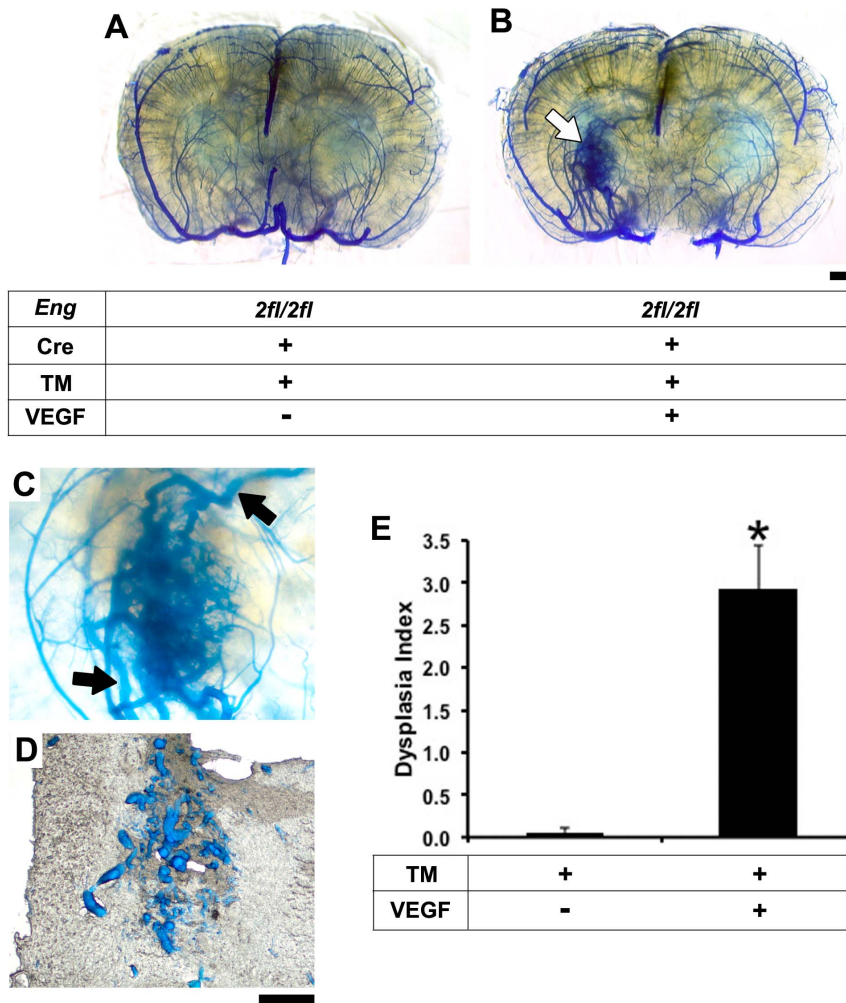 A
B
Eng 2fl/2fl 2fl/2fl
Cre + +
TM + +
VEGF - +
C
D
E
*
Dysplasia Index
3.5
3.0
2.5
2.0
1.5
1.0
0.5
0.0
TM + +
VEGF - +